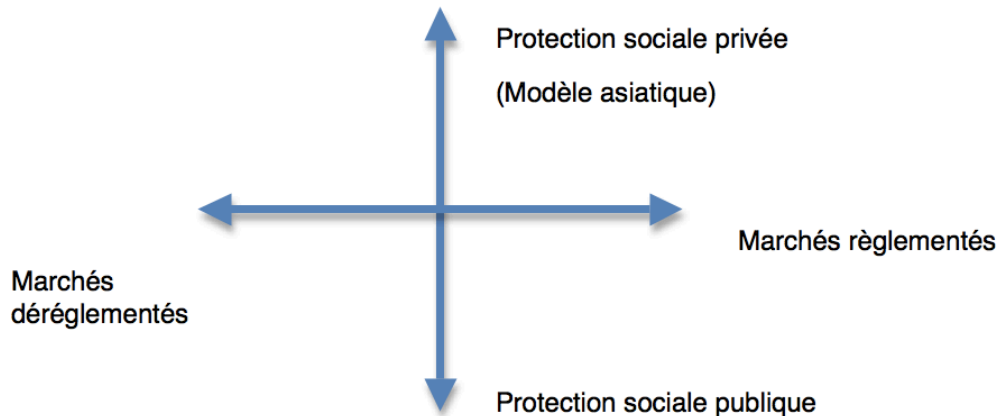 Protection sociale privée
(Modèle asiatique)
Marchés règlementés
Marchés
déréglementés
Protection sociale publique